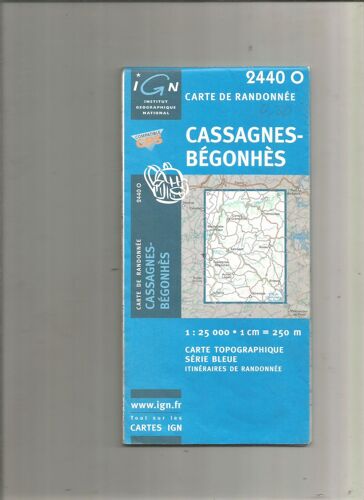 IGN
INSTITUT
GÉOGRAPHIQUE
NATIONAL
COMPATIBLE
2440 O
CARTE DE RANDONNÉE
CASSAGNES-
BÉGONHÈS
2440 O
CARTE DE RANDONNÉE
CASSAGNES-
BÉGONHÈS
1 : 25 000 • 1 cm = 250 m
CARTE TOPOGRAPHIQUE
SÉRIE BLEUE
ITINÉRAIRES DE RANDONNÉE
www.ign.fr
Tout sur les
CARTES IGN